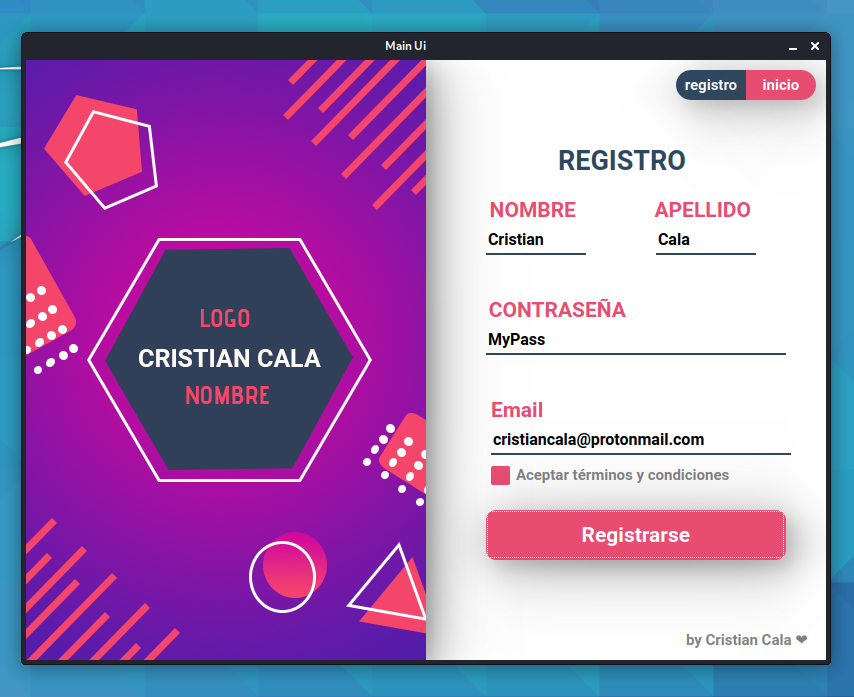 Main Ui
registro inicio
LOGO
CRISTIAN CALA
NOMBRE
REGISTRO
NOMBRE APELLIDO
Cristian Cala
CONTRASEÑA
MyPass
Email
cristiancala@protonmail.com
Aceptar términos y condiciones
Registrarse
by Cristian Cala ❤